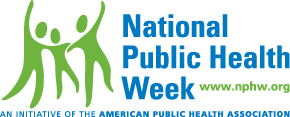 National
Public Health
Week www.nphw.org
AN INITIATIVE OF THE AMERICAN PUBLIC HEALTH ASSOCIATION